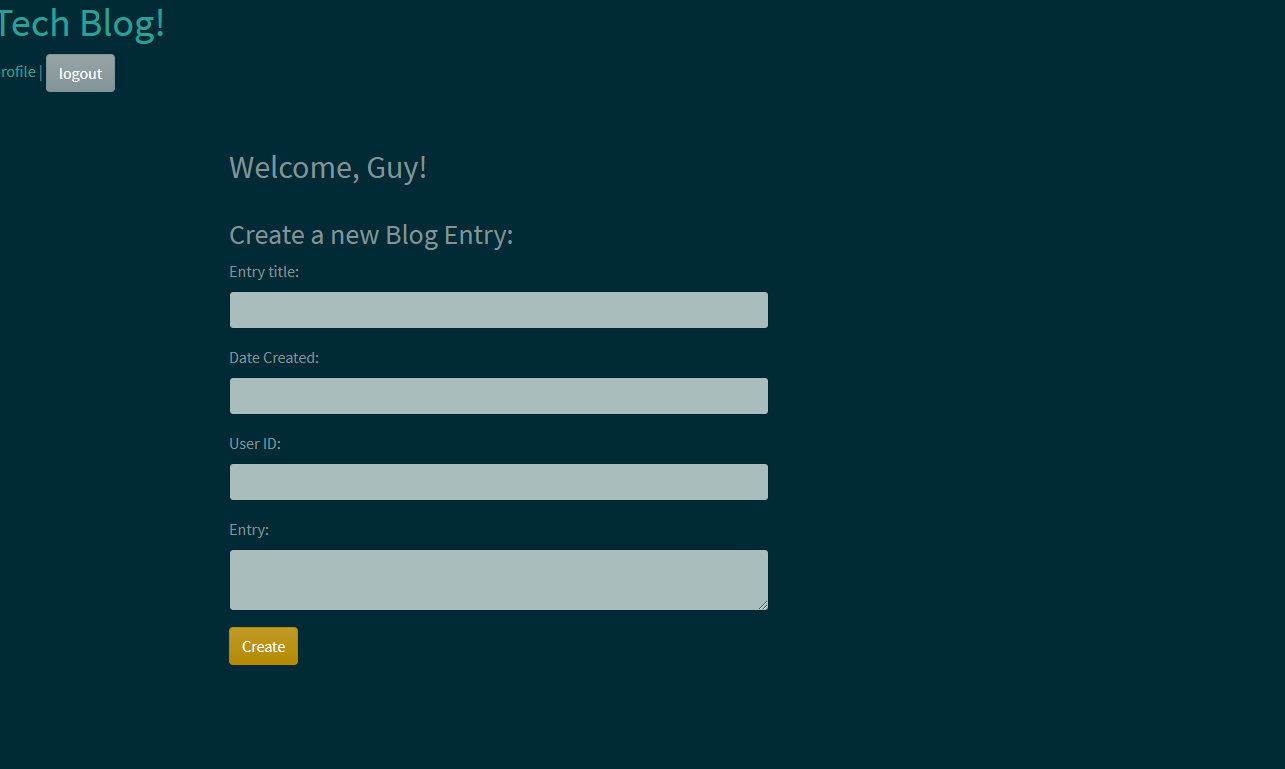 Tech Blog!
rofile | logout
Welcome, Guy!
Create a new Blog Entry:
Entry title:
Date Created:
User ID:
Entry:
Create